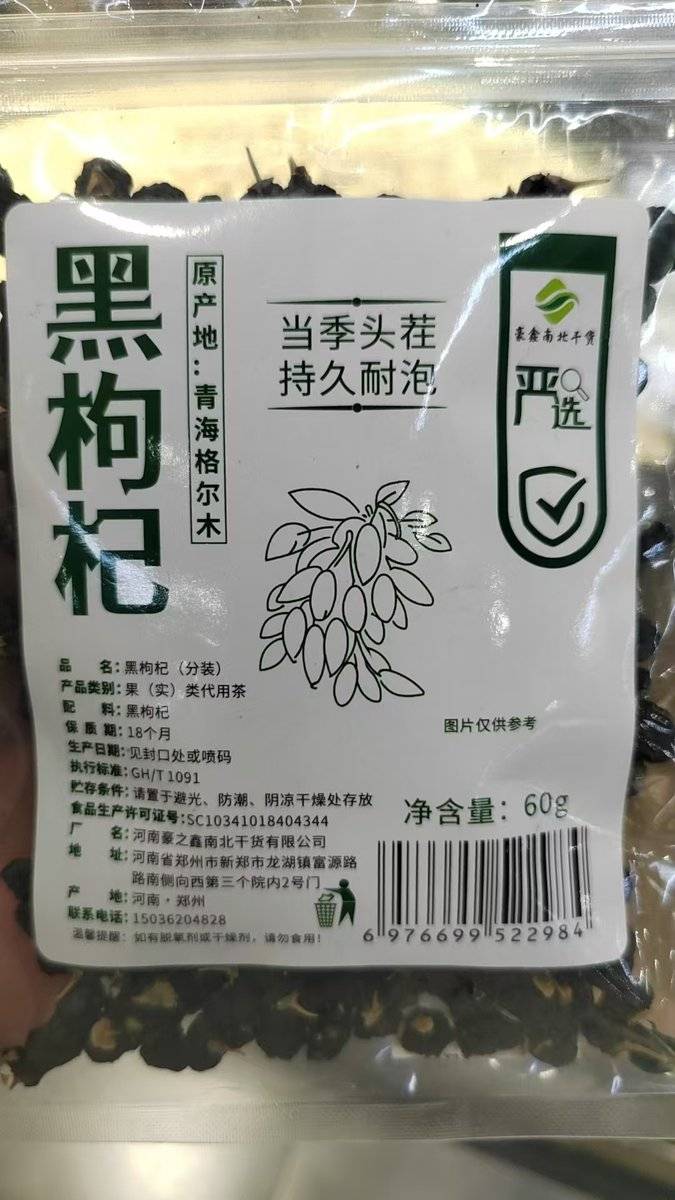 黑枸杞
原产地：青海格尔木
当季头茬
持久耐泡
豪鑫南北干货
严选
品 名：黑枸杞（分装）
产品类别：果（实）类代用茶
配 料：黑枸杞
保 质 期：18个月
生产日期：见封口处或喷码
执行标准：GH/T 1091
贮存条件：请置于避光、防潮、阴凉干燥处存放
食品生产许可证号：SC10341018404344
厂 名：河南豪之鑫南北干货有限公司
地 址：河南省郑州市新郑市龙湖镇富源路
路南侧向西第三个院内2号门
产 地：河南·郑州
联系电话：15036204828
温馨提醒：如有脱氧剂或干燥剂，请勿食用！
图片仅供参考
净含量：60g
6 976699 522984